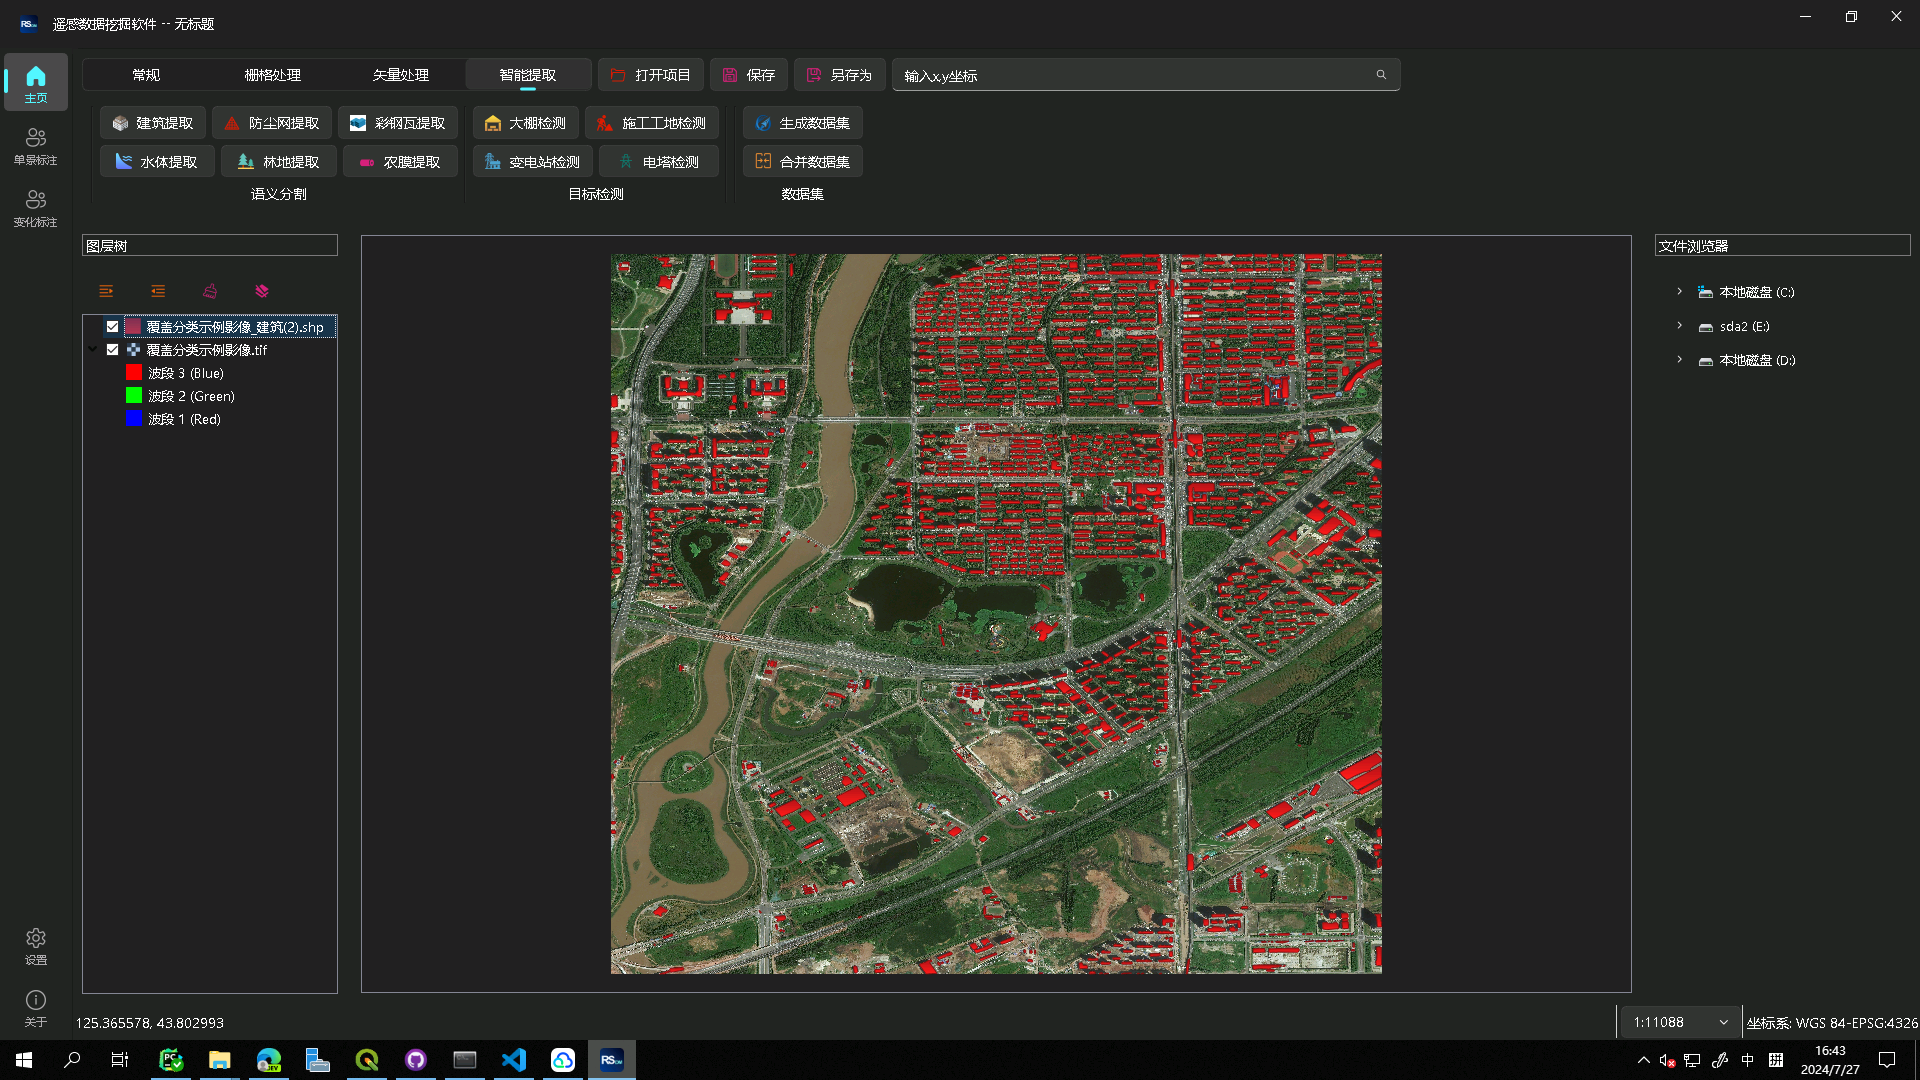 遥感数据挖掘软件 -- 无标题
主页
单景标注
变化标注
设置
关于
常规
栅格处理
矢量处理
智能提取
打开项目
保存
另存为
输入x,y坐标
建筑提取
防尘网提取
彩钢瓦提取
大棚检测
施工工地检测
生成数据集
水体提取
林地提取
农膜提取
变电站检测
电塔检测
合并数据集
语义分割
目标检测
数据集
图层树
覆盖分类示例影像_建筑(2).shp
覆盖分类示例影像.tif
波段 3 (Blue)
波段 2 (Green)
波段 1 (Red)
文件浏览器
本地磁盘 (C:)
sda2 (E:)
本地磁盘 (D:)
125.365578, 43.802993
1:11088
坐标系: WGS 84-EPSG:4326
中
拼
16:43
2024/7/27